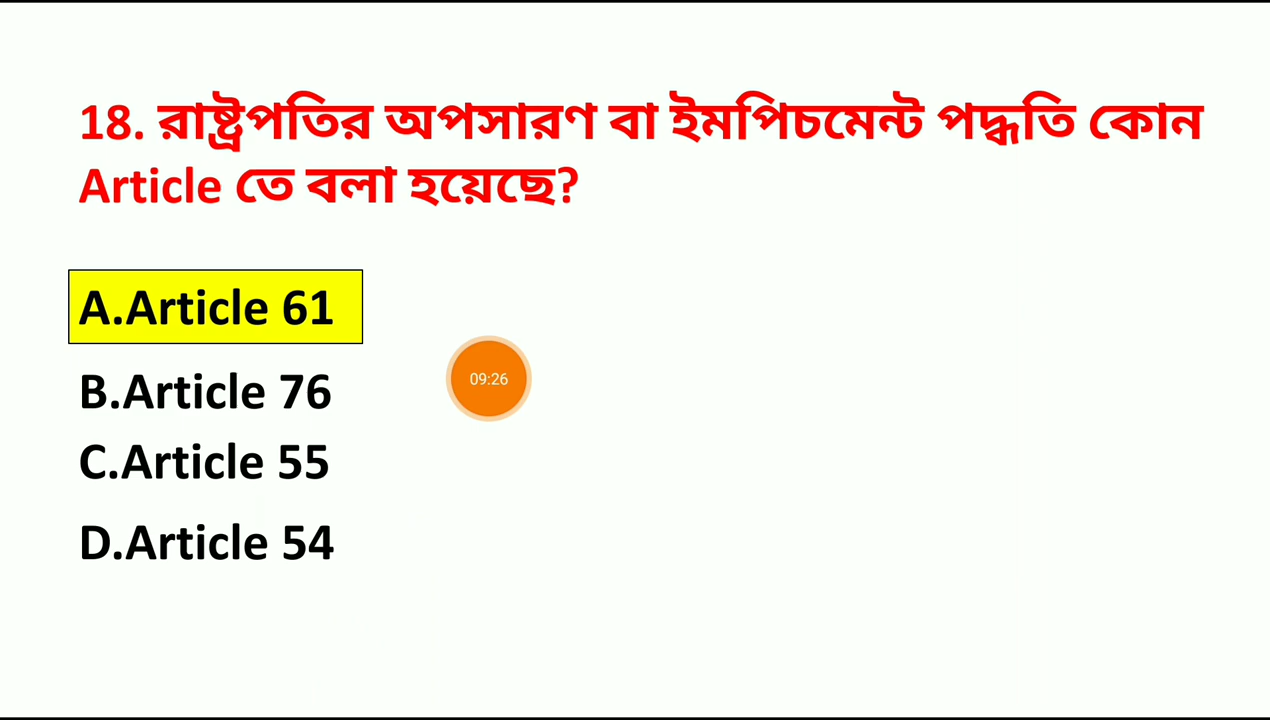 18. রাষ্ট্রপতির অপসারণ বা ইমপিচমেন্ট পদ্ধতি কোন
Article তে বলা হয়েছে?
A.Article 61
B.Article 76
09:26
C.Article 55
D.Article 54